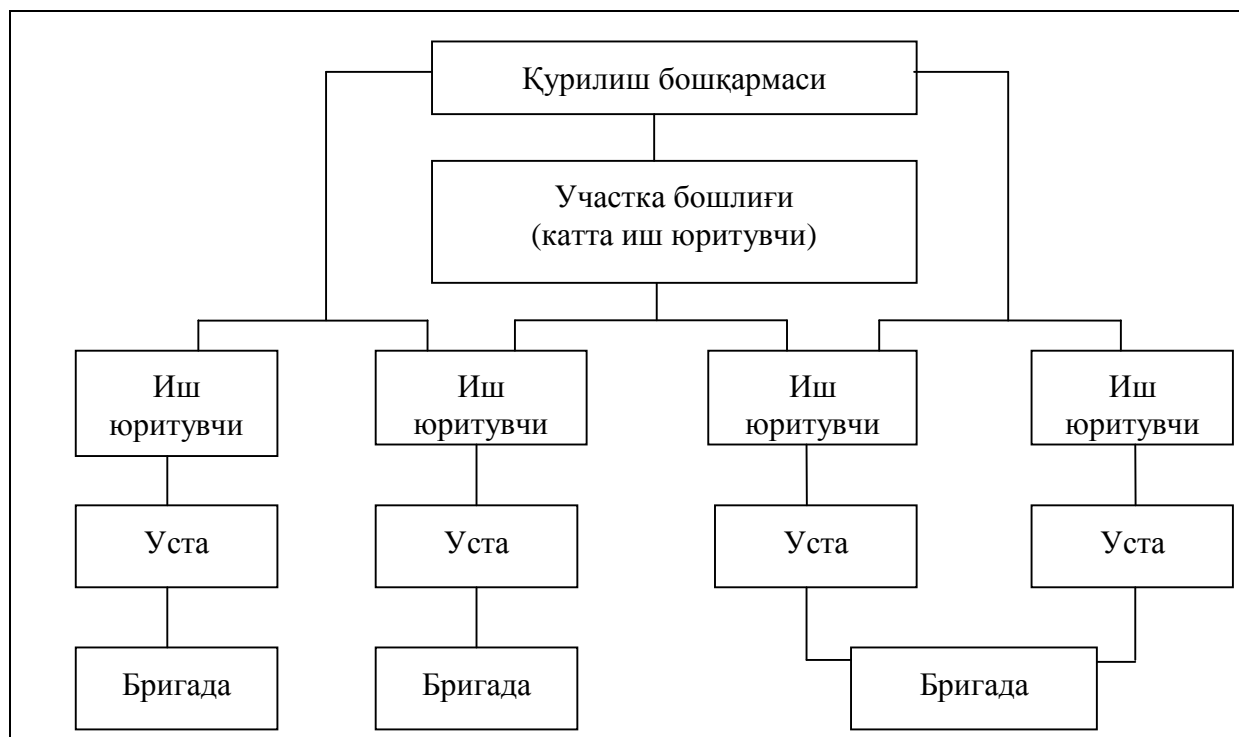 Қурилиш бошқармаси
Участка бошлиғи
(катта иш юритувчи)
Иш
юритувчи
Иш
юритувчи
Иш
юритувчи
Иш
юритувчи
Уста
Уста
Уста
Уста
Бригада
Бригада
Бригада